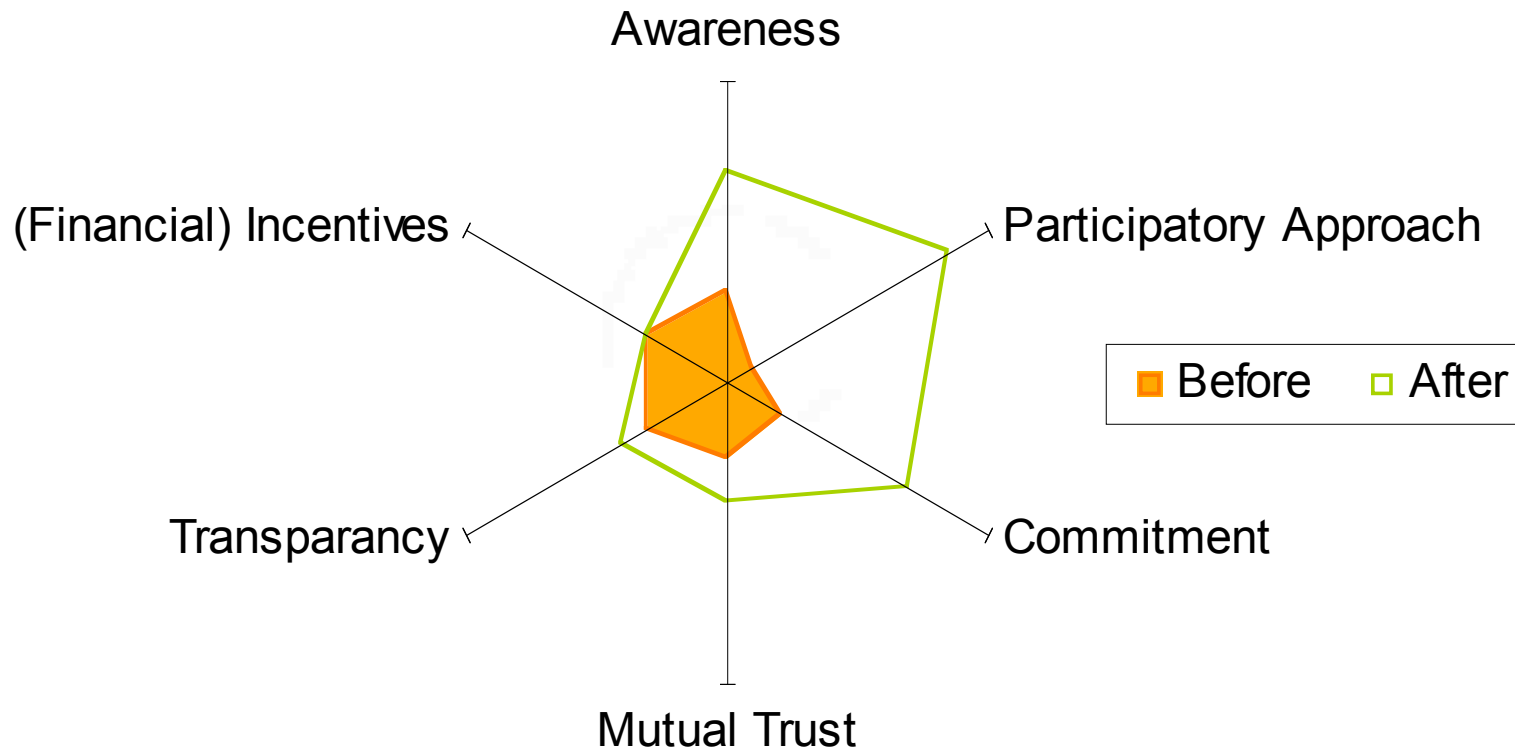 Awareness
(Financial) Incentives
Participatory Approach
Before
After
Transparancy
Commitment
Mutual Trust